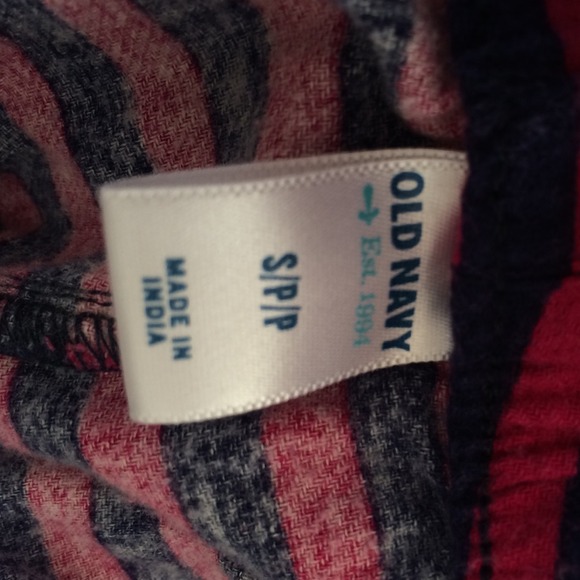 OLD NAVY
Est. 1994
S/P/P
MADE IN
INDIA